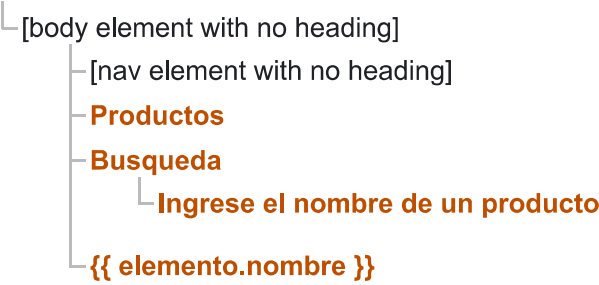 [body element with no heading]
[nav element with no heading]
Productos
Busqueda
Ingrese el nombre de un producto
{{ elemento.nombre }}